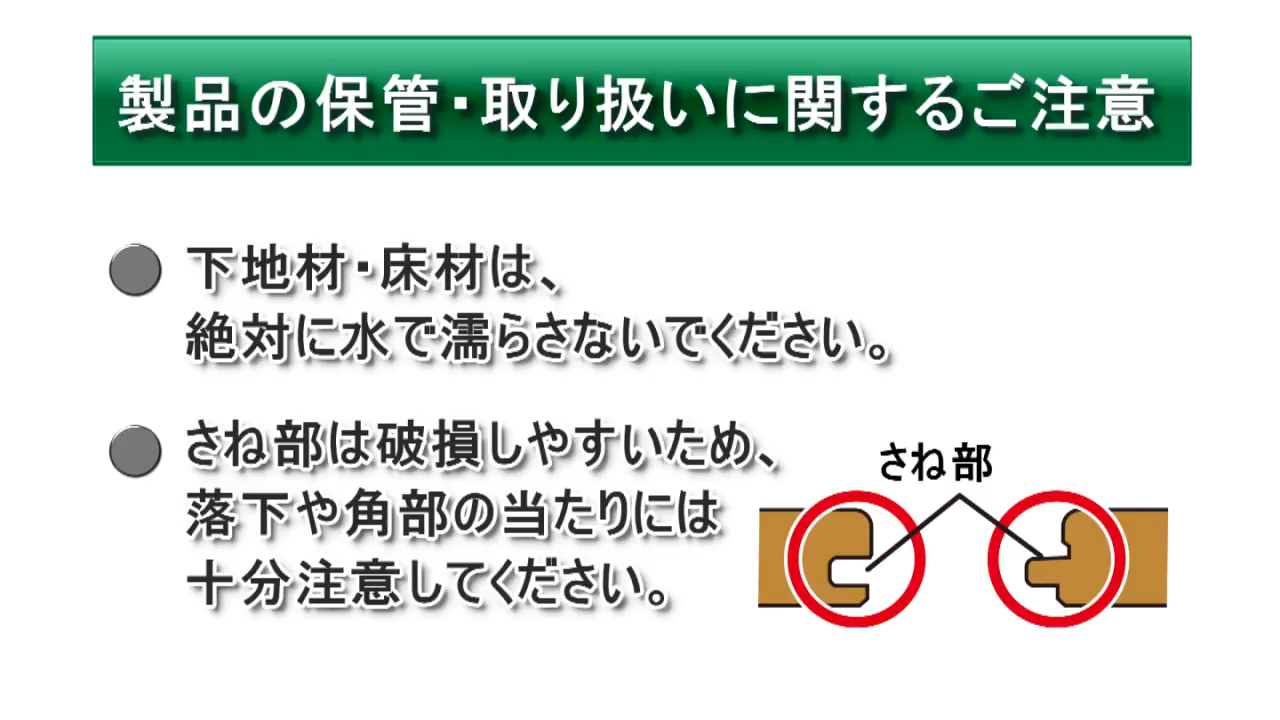 製品の保管・取り扱いに関するご注意
下地材・床材は、
絶対に水で濡らさないでください。
さね部は破損しやすいため、
落下や角部の当たりには
十分注意してください。
さね部